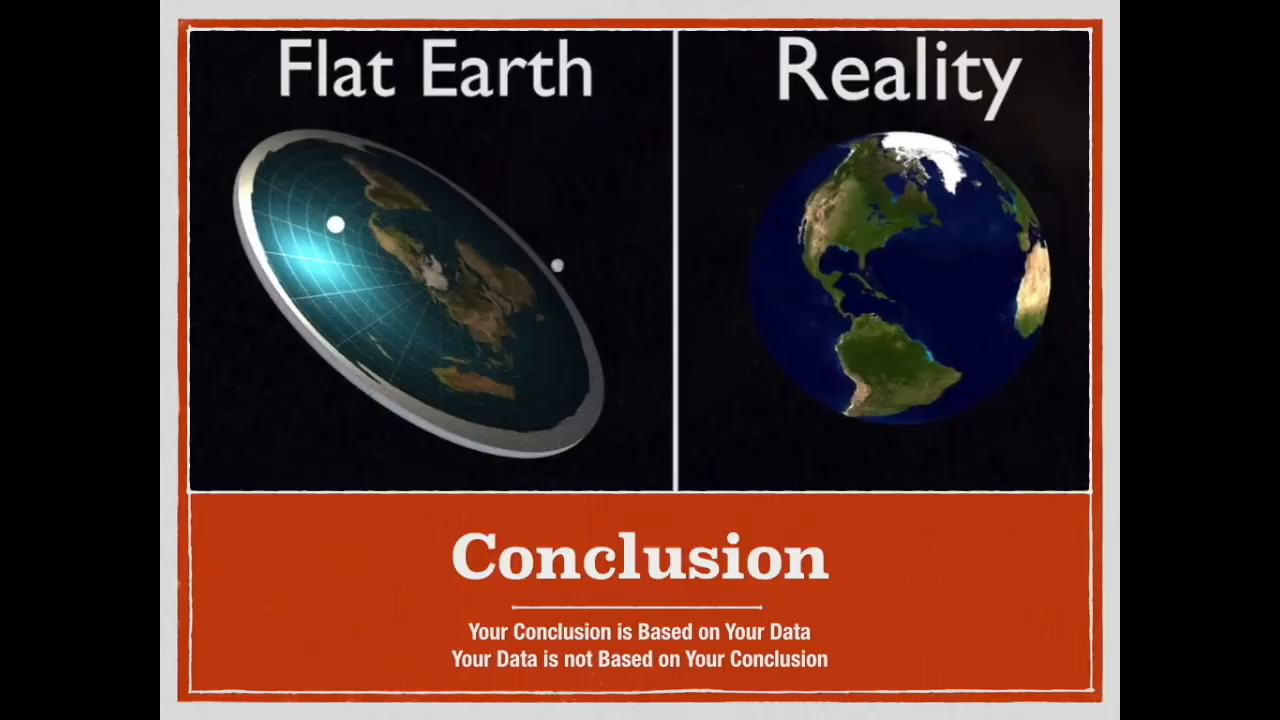 Flat Earth
Reality
Conclusion
Your Conclusion is Based on Your Data
Your Data is not Based on Your Conclusion